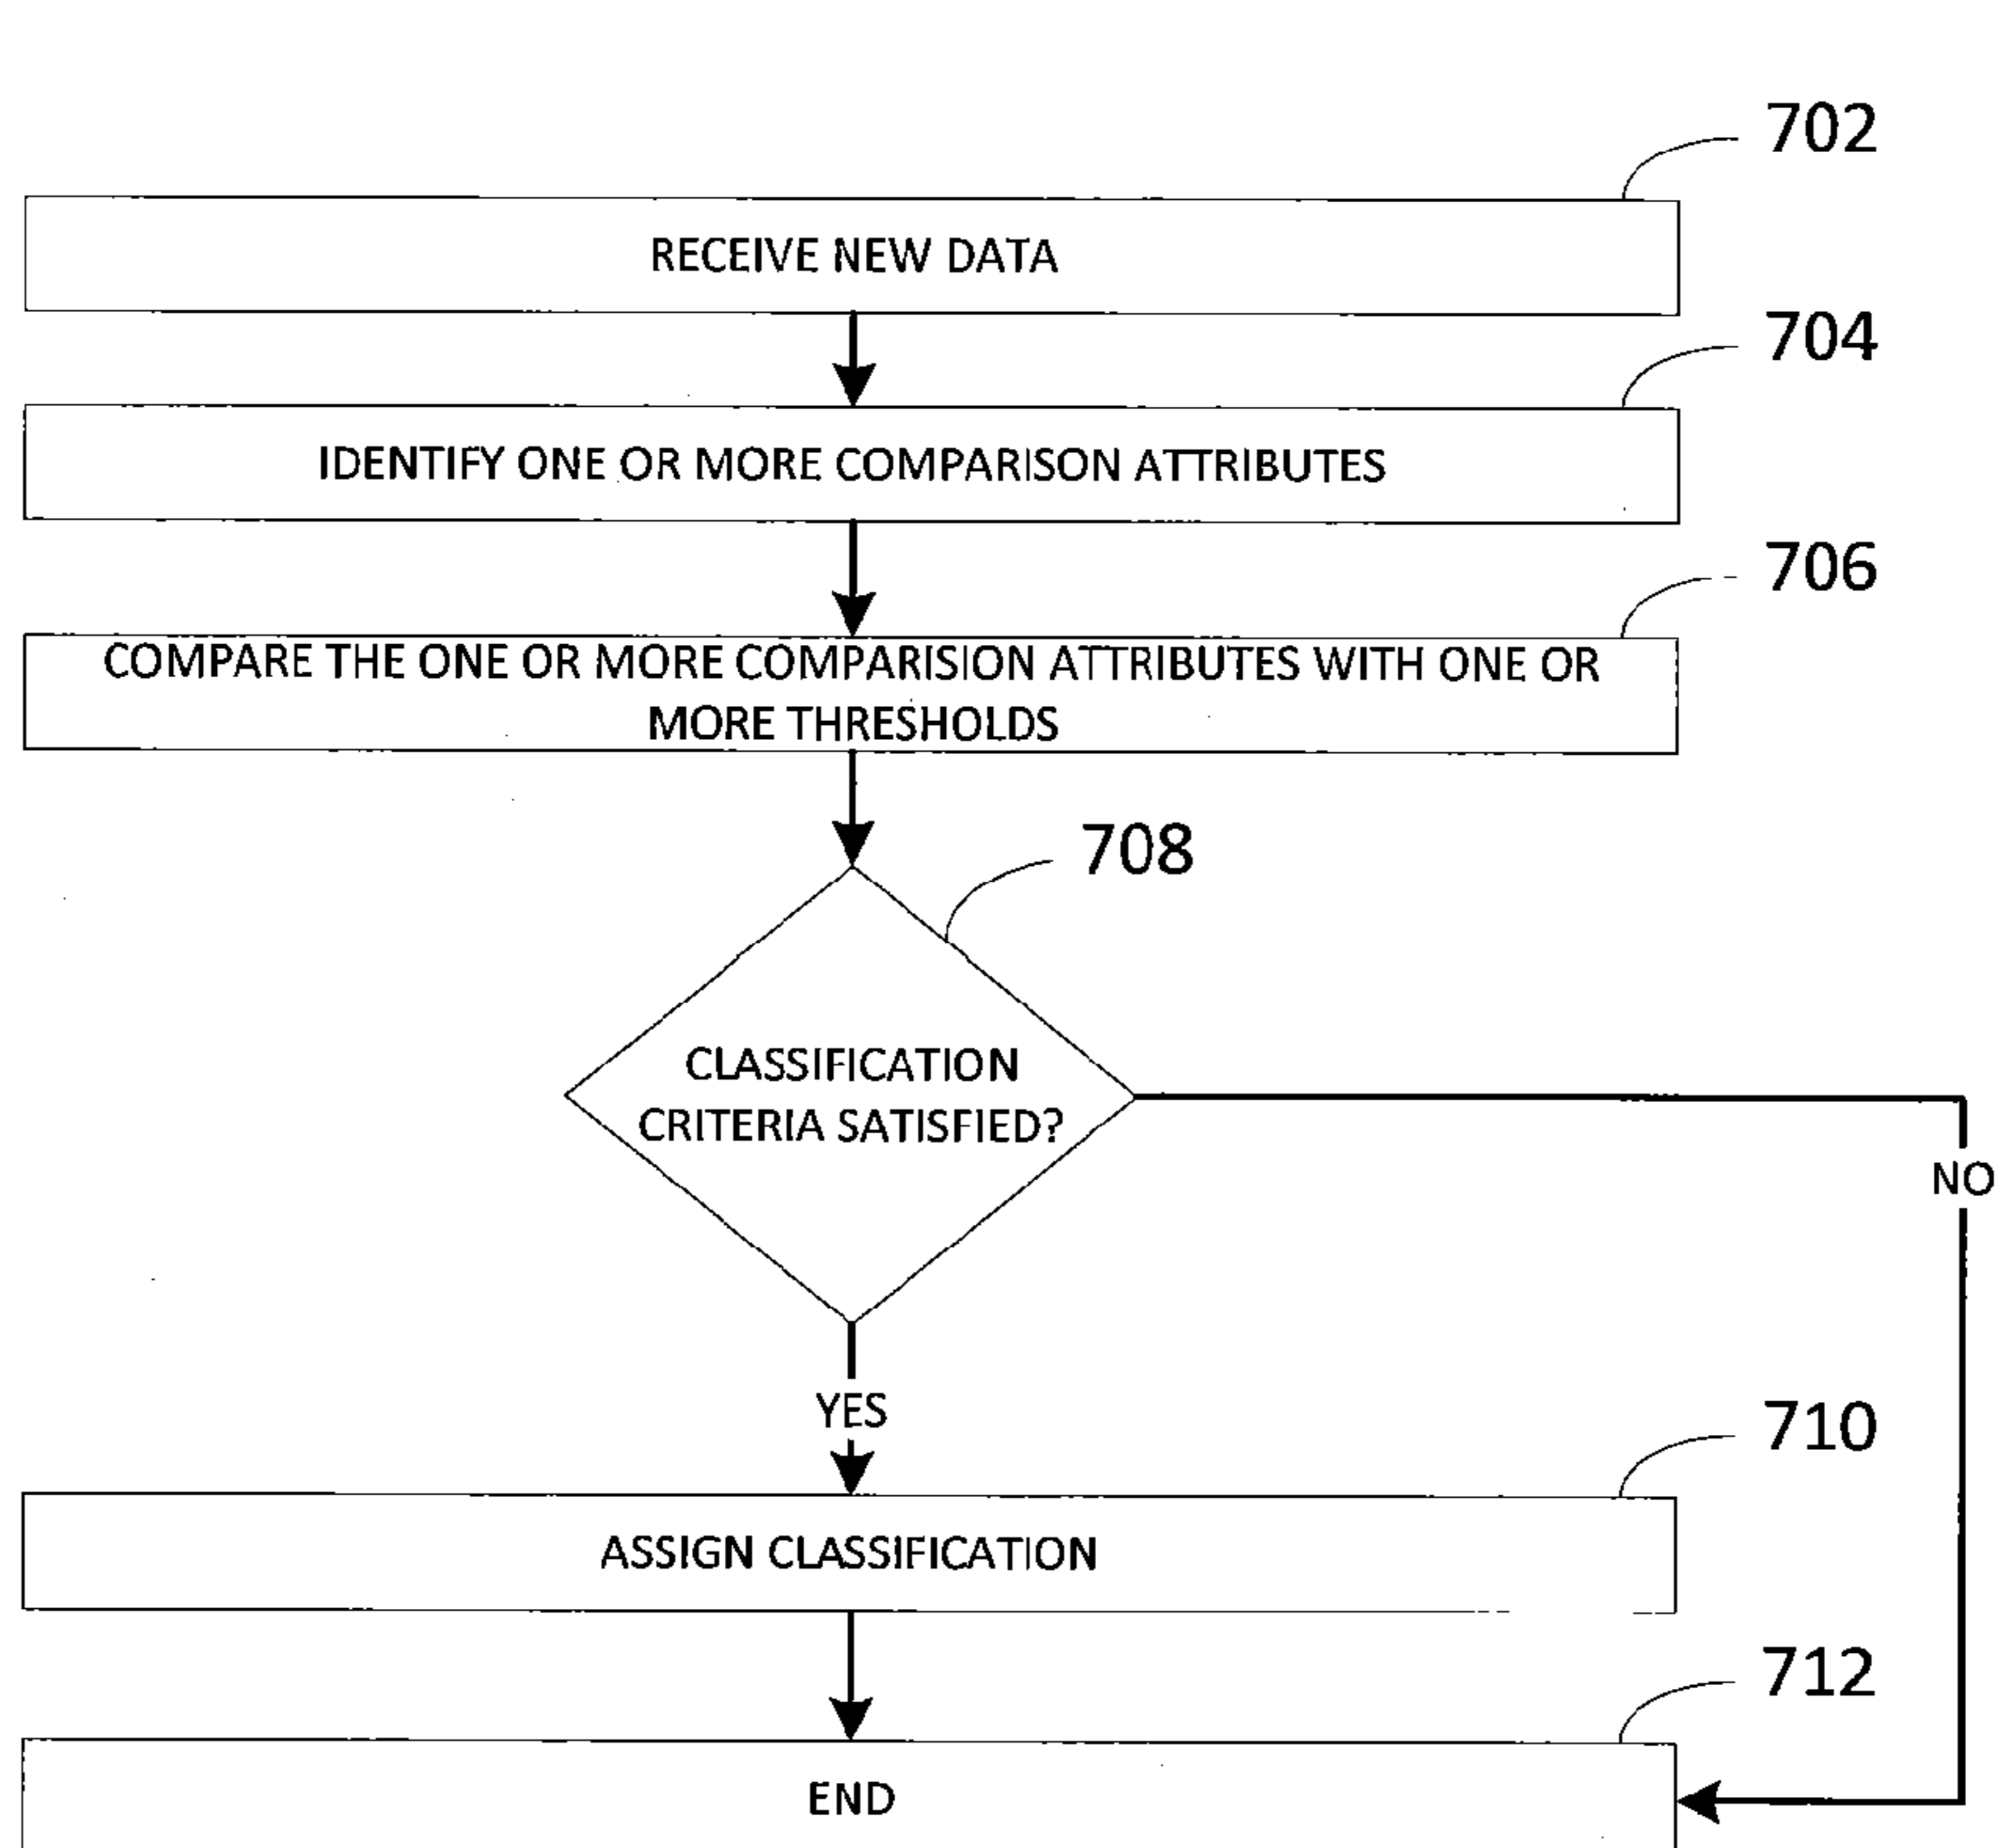 702
RECEIVE NEW DATA
704
IDENTIFY ONE OR MORE COMPARISON ATTRIBUTES
706
COMPARE THE ONE OR MORE COMPARISION ATTRIBUTES WITH ONE OR
MORE THRESHOLDS
708
CLASSIFICATION
CRITERIA SATISFIED?
NO
YES
710
ASSIGN CLASSIFICATION
712
END